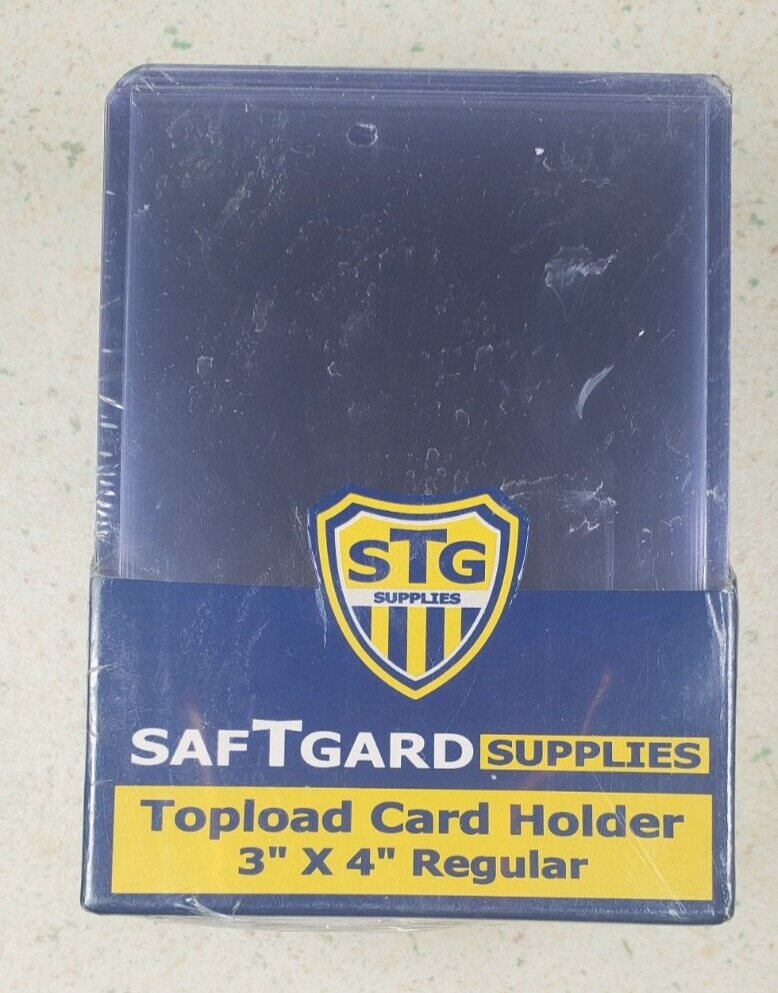 STG
SUPPLIES
SAFTGARD SUPPLIES
Topload Card Holder
3" X 4" Regular